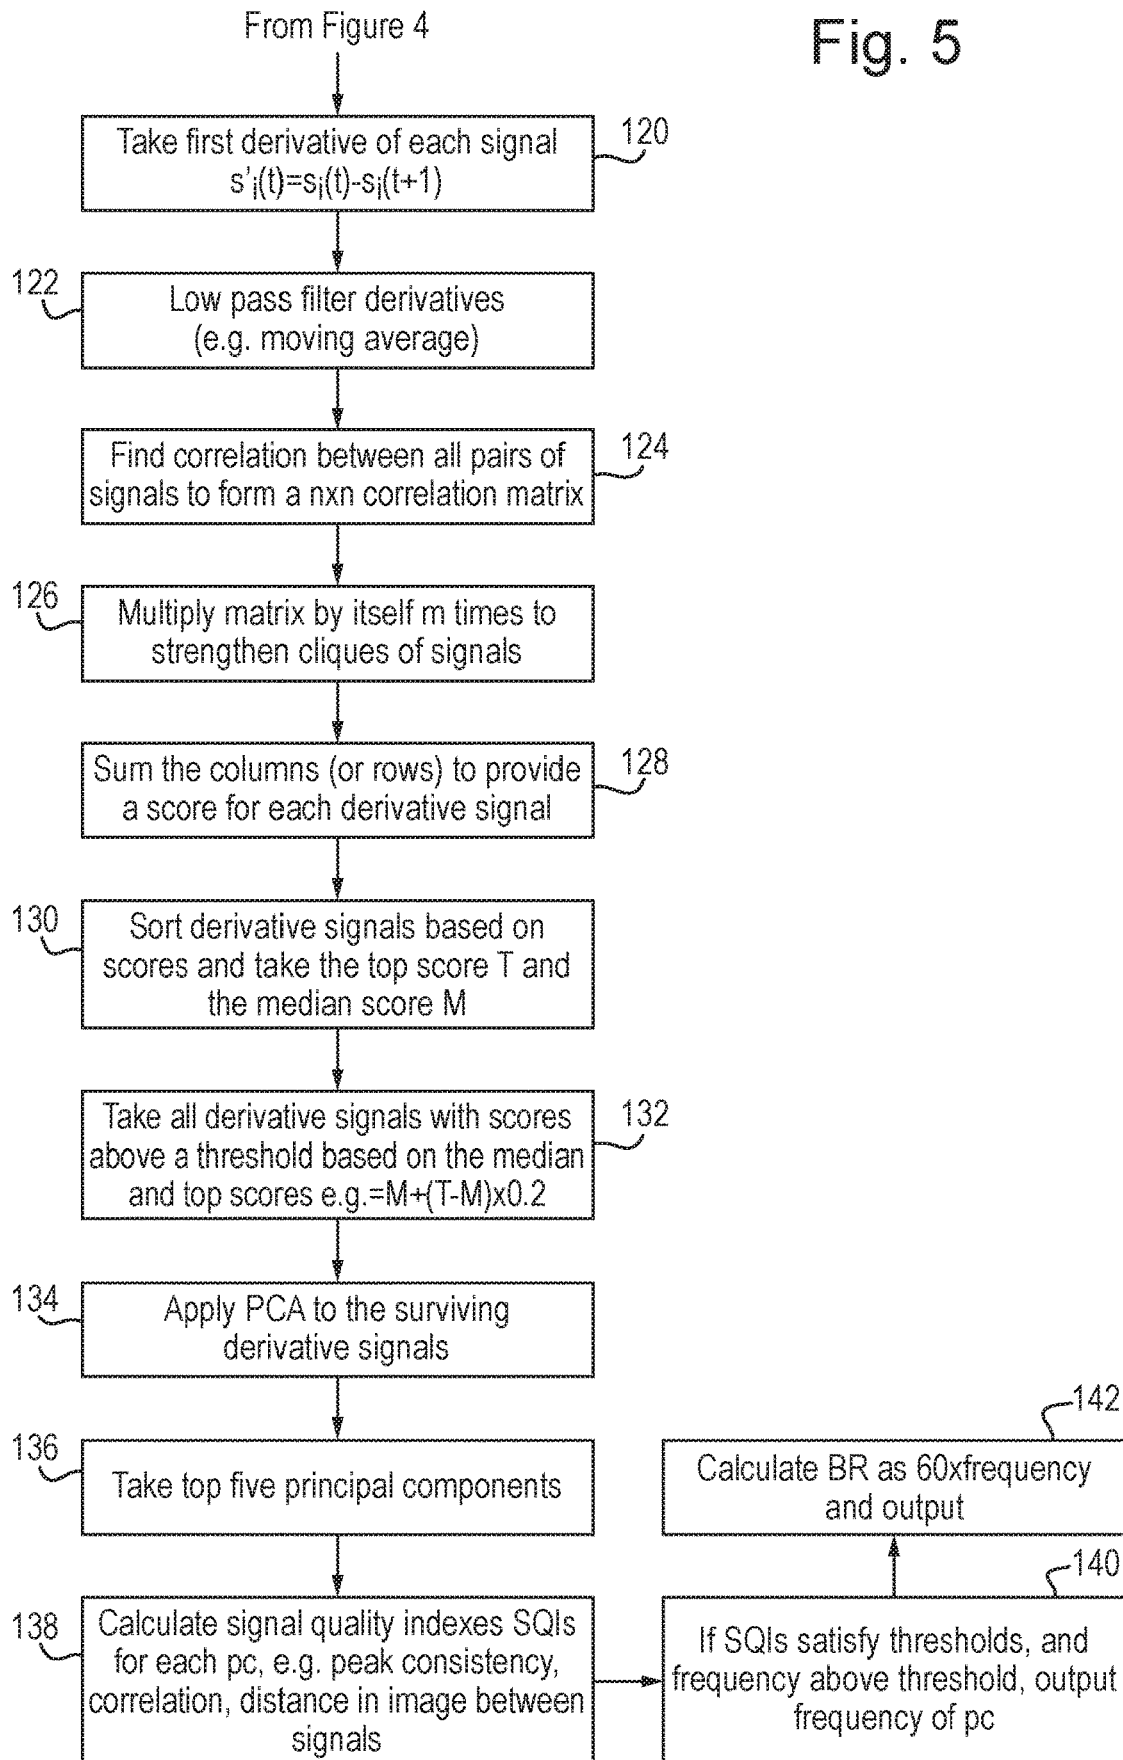 From Figure 4
Fig. 5
Take first derivative of each signal
s'i(t)=si(t)-si(t+1)
120
122
Low pass filter derivatives
(e.g. moving average)
Find correlation between all pairs of
signals to form a nxn correlation matrix
124
126
Multiply matrix by itself m times to
strengthen cliques of signals
Sum the columns (or rows) to provide
a score for each derivative signal
128
130
Sort derivative signals based on
scores and take the top score T and
the median score M
Take all derivative signals with scores
above a threshold based on the median
and top scores e.g.=M+(T-M)x0.2
132
134
Apply PCA to the surviving
derivative signals
136
Take top five principal components
138
Calculate signal quality indexes SQIs
for each pc, e.g. peak consistency,
correlation, distance in image between
signals
140
If SQIs satisfy thresholds, and
frequency above threshold, output
frequency of pc
142
Calculate BR as 60xfrequency
and output